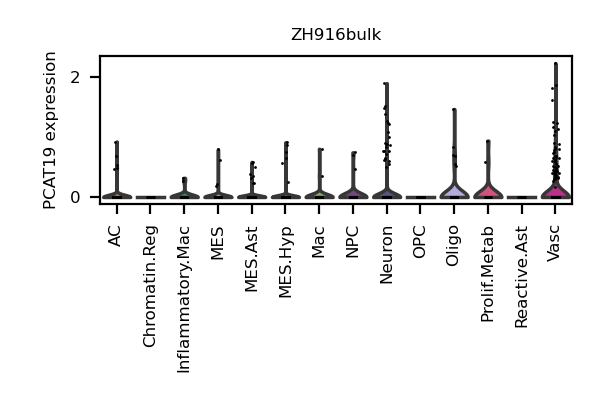 ZH916bulk
PCAT19 expression
2
0
AC
Chromatin.Reg
Inflammatory.Mac
MES
MES.Ast
MES.Hyp
Mac
NPC
Neuron
OPC
Oligo
Prolif.Metab
Reactive.Ast
Vasc